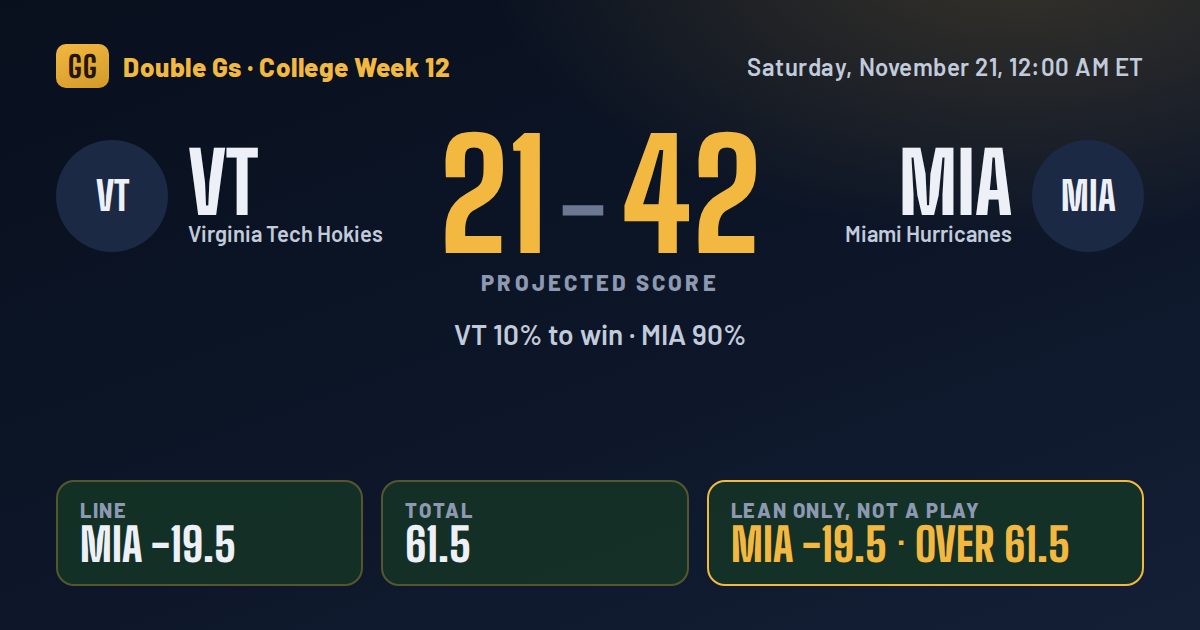 GG
Double Gs · College Week 12
Saturday, November 21, 12:00 AM ET
VT
VT
Virginia Tech Hokies
21 – 42
PROJECTED SCORE
VT 10% to win · MIA 90%
MIA
Miami Hurricanes
MIA
LINE
MIA −19.5
TOTAL
61.5
LEAN ONLY, NOT A PLAY
MIA −19.5 · OVER 61.5